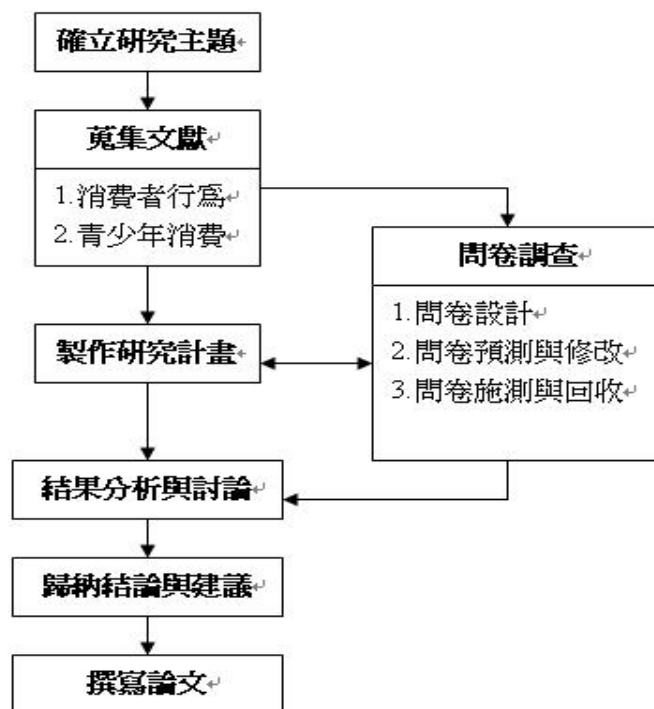 確立研究主題
蒐集文獻
1.消費者行為
2.青少年消費
問卷調查
1.問卷設計
2.問卷預測與修改
3.問卷施測與回收
製作研究計畫
結果分析與討論
歸納結論與建議
撰寫論文